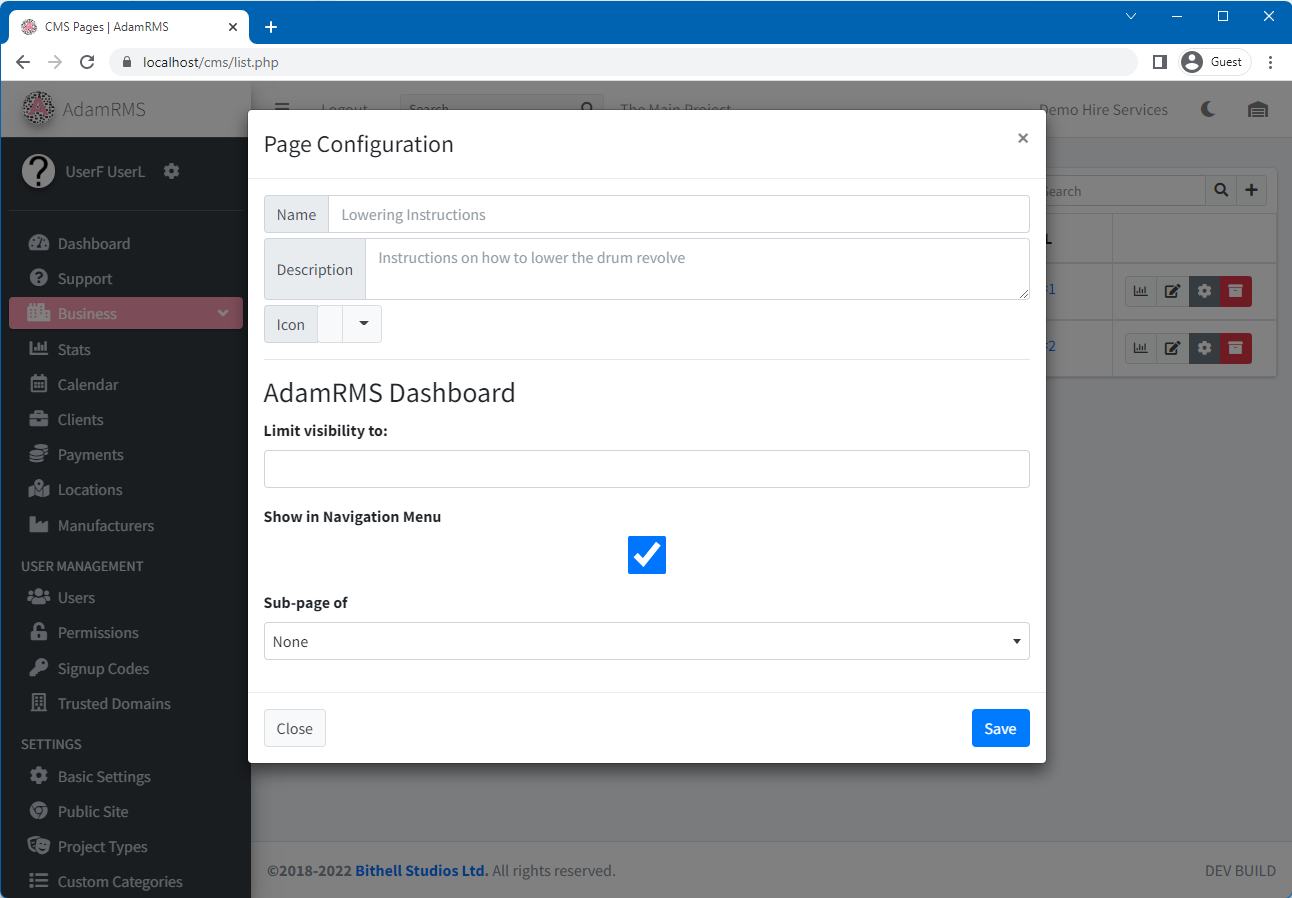 CMS Pages | AdamRMS
localhost/cms/list.php
Guest
AdamRMS
Logout
Search
The Main Project
Demo Hire Services
UserF UserL
Dashboard
Support
Business
Stats
Calendar
Clients
Payments
Locations
Manufacturers
USER MANAGEMENT
Users
Permissions
Signup Codes
Trusted Domains
SETTINGS
Basic Settings
Public Site
Project Types
Custom Categories
Page Configuration
×
Name
Lowering Instructions
Description
Instructions on how to lower the drum revolve
Icon
AdamRMS Dashboard
Limit visibility to:
Show in Navigation Menu
Sub-page of
None
Close
Save
Search
1
2
©2018-2022 Bithell Studios Ltd. All rights reserved.
DEV BUILD